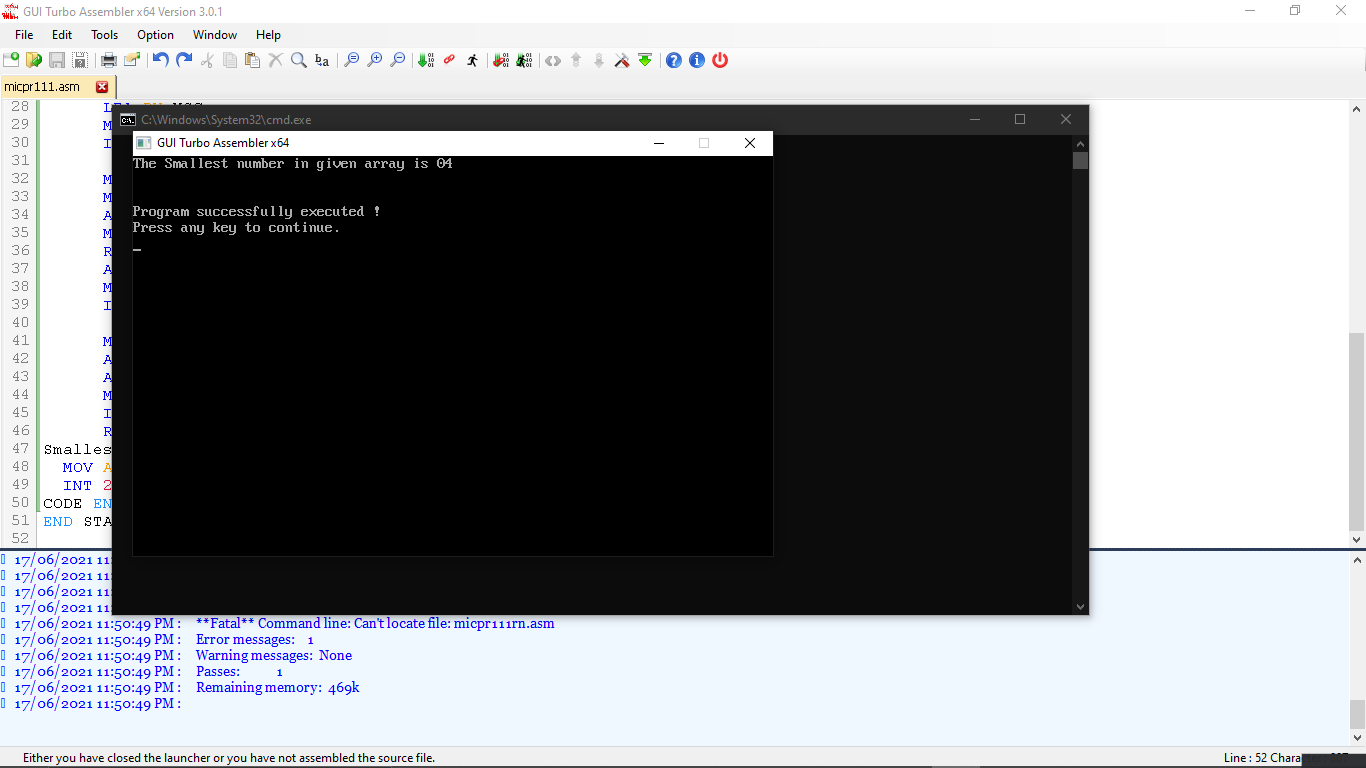 GUI Turbo Assembler x64 Version 3.0.1
File Edit Tools Option Window Help
micpr111.asm
28
29 M
30 I
31
32 M
33 M
34 A
35 M
36 R
37 A
38 M
39 I
40
41 M
42 A
43 A
44 M
45 I
46 R
47 Smalles
48 MOV A
49 INT 2
50 CODE EN
51 END STA
52
C:\Windows\System32\cmd.exe
GUI Turbo Assembler x64
The Smallest number in given array is 04
Program successfully executed !
Press any key to continue.
17/06/2021 11:
17/06/2021 11:
17/06/2021 11:
17/06/2021 11:
17/06/2021 11:50:49 PM : **Fatal** Command line: Can't locate file: micpr111rn.asm
17/06/2021 11:50:49 PM : Error messages: 1
17/06/2021 11:50:49 PM : Warning messages: None
17/06/2021 11:50:49 PM : Passes: 1
17/06/2021 11:50:49 PM : Remaining memory: 469k
17/06/2021 11:50:49 PM :
Either you have closed the launcher or you have not assembled the source file.
Line : 52 Chara